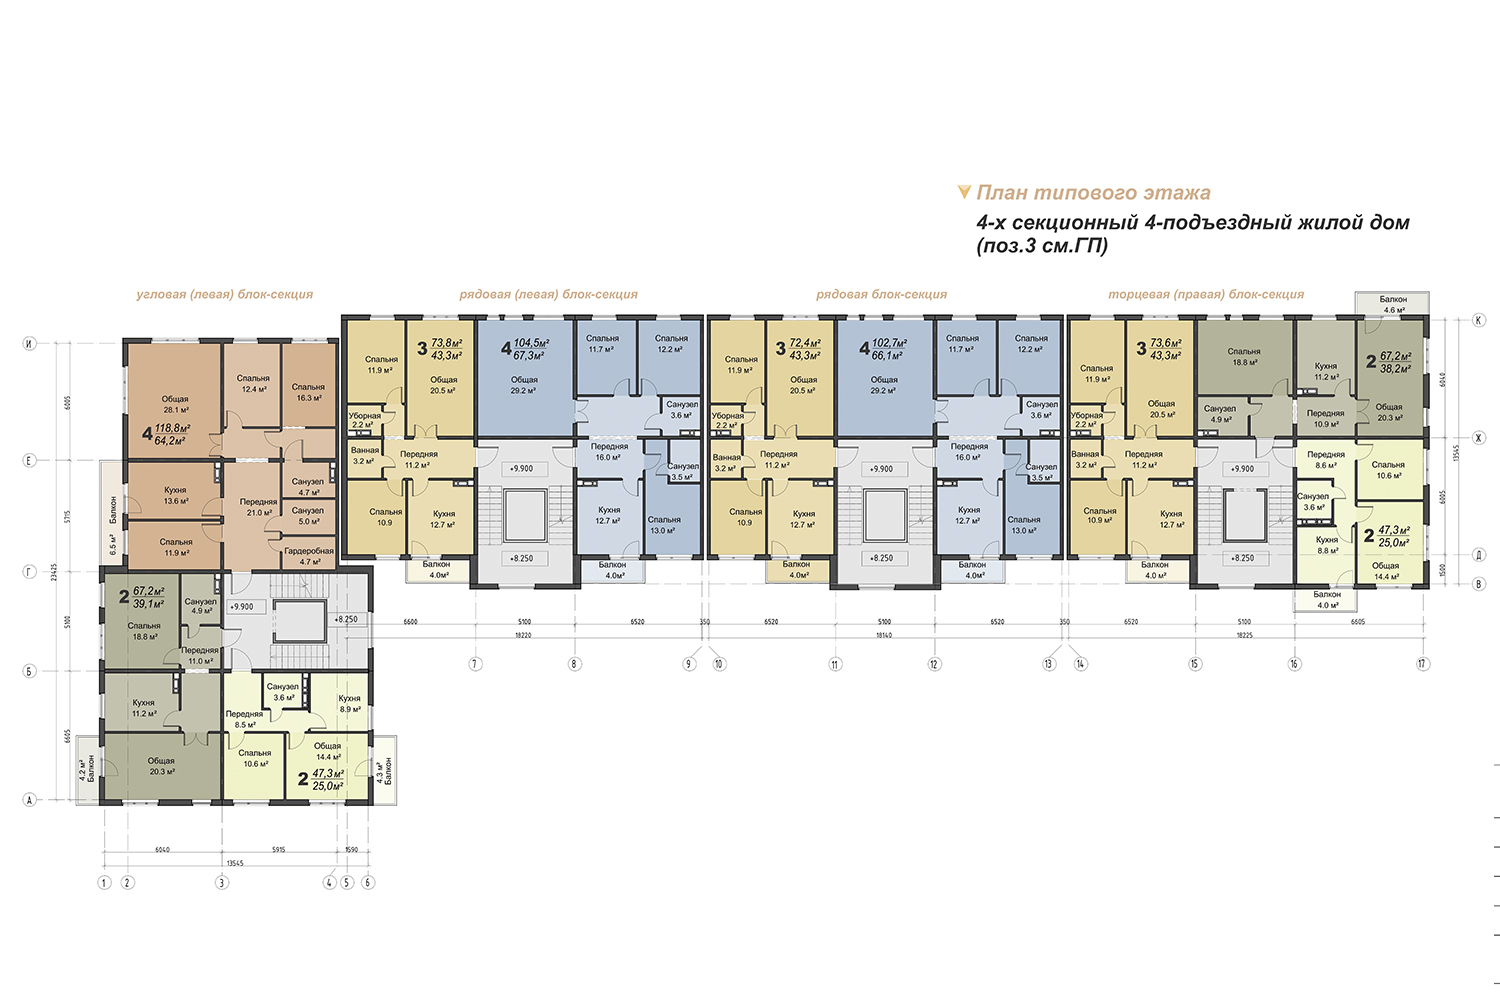 План типового этажа
4-х секционный 4-подъездный жилой дом
(поз.3 см.ГП)
угловая (левая) блок-секция
рядовая (левая) блок-секция
рядовая блок-секция
торцевая (правая) блок-секция
И
Е
Г
Б
А
6005
5715
23425
5100
6605
Общая
28.1 м²
4 118,8м²
64,2м²
Спальня
12.4 м²
Спальня
16.3 м²
Кухня
13.6 м²
Балкон
6.5 м²
Передняя
21.0 м²
Санузел
4.7 м²
Санузел
5.0 м²
Гардеробная
4.7 м²
Спальня
11.9 м²
2 67,2м²
39,1м²
Спальня
18.8 м²
Санузел
4.9 м²
Передняя
11.0 м²
+9.900
+8.250
Кухня
11.2 м²
Общая
20.3 м²
4.2 м²
Балкон
Передняя
8.5 м²
Санузел
3.6 м²
Кухня
8.9 м²
Спальня
10.6 м²
Общая
14.4 м²
2 47,3м²
25,0м²
4.3 м²
Балкон
6040
5915
1590
13545
1
2
3
4
5
6
Спальня
11.9 м²
3 73,8м²
43,3м²
Общая
20.5 м²
Уборная
2.2 м²
Ванная
3.2 м²
Передняя
11.2 м²
Спальня
10.9
Кухня
12.7 м²
Балкон
4.0м²
4 104,5м²
67,3м²
Общая
29.2 м²
Спальня
11.7 м²
Спальня
12.2 м²
Санузел
3.6 м²
Передняя
16.0 м²
Санузел
3.5 м²
Кухня
12.7 м²
Спальня
13.0 м²
Балкон
4.0м²
+9.900
+8.250
Спальня
11.9 м²
3 72,4м²
43,3м²
Общая
20.5 м²
Уборная
2.2 м²
Ванная
3.2 м²
Передняя
11.2 м²
Спальня
10.9
Кухня
12.7 м²
Балкон
4.0м²
4 102,7м²
66,1м²
Общая
29.2 м²
Спальня
11.7 м²
Спальня
12.2 м²
Санузел
3.6 м²
Передняя
16.0 м²
Санузел
3.5 м²
Кухня
12.7 м²
Спальня
13.0 м²
Балкон
4.0м²
+9.900
+8.250
Спальня
11.9 м²
3 73,6м²
43,3м²
Общая
20.5 м²
Уборная
2.2 м²
Ванная
3.2 м²
Передняя
11.2 м²
Спальня
10.9 м²
Кухня
12.7 м²
Балкон
4.0 м²
Спальня
18.8 м²
Санузел
4.9 м²
Кухня
11.2 м²
Передняя
10.9 м²
2 67,2м²
38,2м²
Общая
20.3 м²
Балкон
4.6 м²
+9.900
+8.250
Передняя
8.6 м²
Спальня
10.6 м²
Санузел
3.6 м²
Кухня
8.8 м²
2 47,3м²
25,0м²
Общая
14.4 м²
Балкон
4.0 м²
К
Ж
Д
В
6040
6005
13545
1500
6600
5100
6520
350
6520
5100
6520
350
6520
5100
6605
18220
18140
18225
7
8
9
10
11
12
13
14
15
16
17